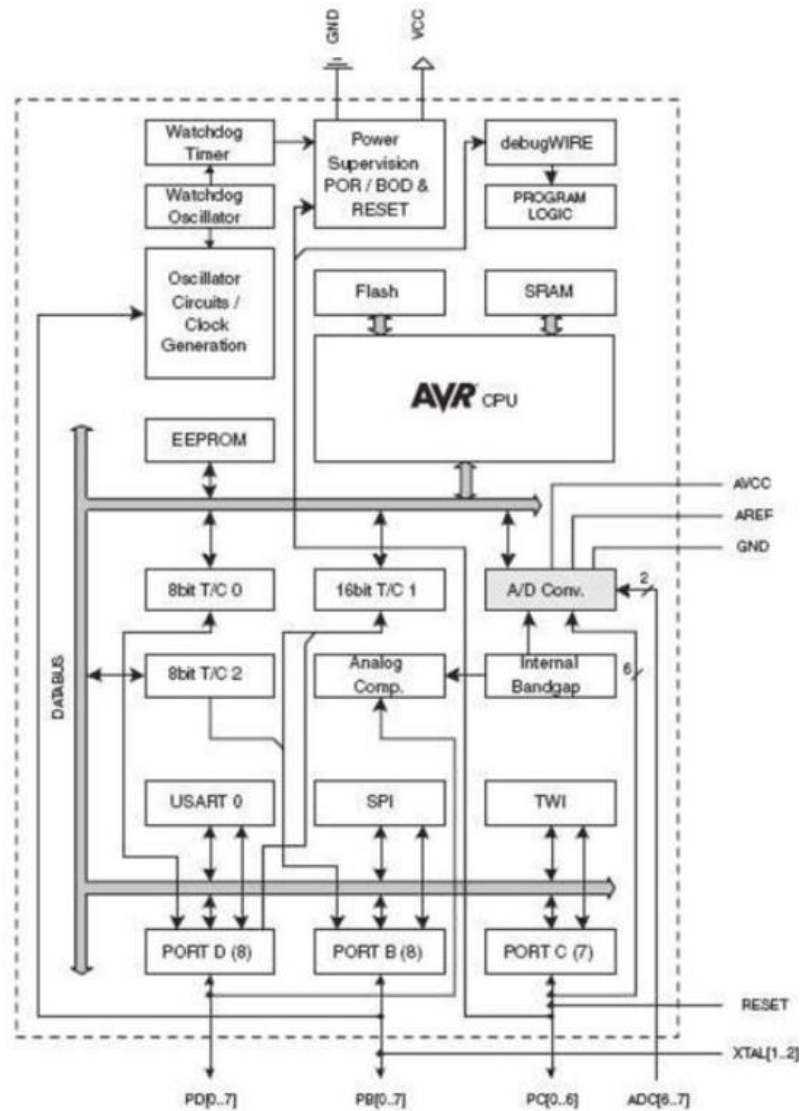 GND
VCC
Watchdog
Timer
Power
Supervision
POR / BOD &
RESET
debugWIRE
Watchdog
Oscillator
PROGRAM
LOGIC
Oscillator
Circuits /
Clock
Generation
Flash
SRAM
AVR CPU
EEPROM
AVCC
AREF
GND
8bit T/C 0
16bit T/C 1
A/D Conv.
2
DATABUS
8bit T/C 2
Analog
Comp.
Internal
Bandgap
6
USART 0
SPI
TWI
PORT D (8)
PORT B (8)
PORT C (7)
RESET
XTAL[1..2]
PD[0..7]
PB[0..7]
PC[0..6]
ADC[6..7]